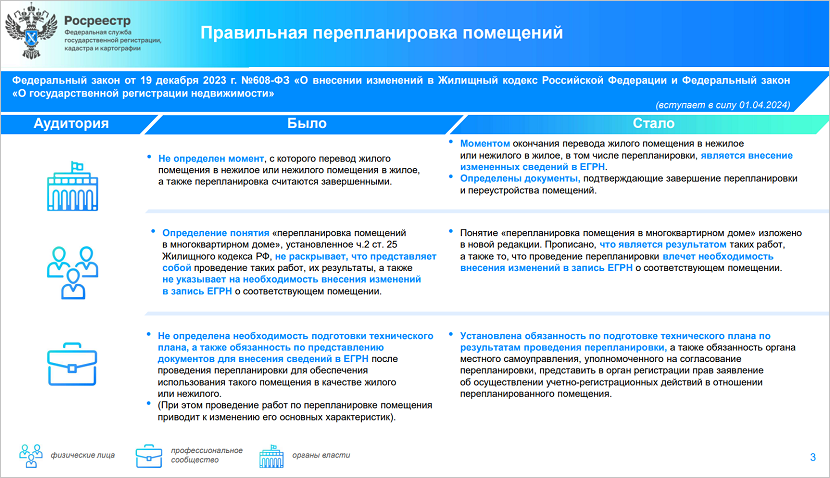 Росреестр
Федеральная служба
государственной регистрации,
кадастра и картографии
Правильная перепланировка помещений
Федеральный закон от 19 декабря 2023 г. №608-ФЗ «О внесении изменений в Жилищный кодекс Российской Федерации и Федеральный закон
«О государственной регистрации недвижимости»
(вступает в силу 01.04.2024)
Аудитория
Было
Стало
• Не определен момент, с которого перевод жилого
помещения в нежилое или нежилого помещения в жилое,
а также перепланировка считаются завершенными.
• Моментом окончания перевода жилого помещения в нежилое
или нежилого в жилое, в том числе перепланировки, является внесение
измененных сведений в ЕГРН.
• Определены документы, подтверждающие завершение перепланировки
и переустройства помещений.
• Определение понятия «перепланировка помещений
в многоквартирном доме», установленное ч.2 ст. 25
Жилищного кодекса РФ, не раскрывает, что представляет
собой проведение таких работ, их результаты, а также
не указывает на необходимость внесения изменений
в запись ЕГРН о соответствующем помещении.
• Понятие «перепланировка помещения в многоквартирном доме» изложено
в новой редакции. Прописано, что является результатом таких работ,
а также то, что проведение перепланировки влечет необходимость
внесения изменений в запись ЕГРН о соответствующем помещении.
• Не определена необходимость подготовки технического
плана, а также обязанность по представлению
документов для внесения сведений в ЕГРН после
проведения перепланировки для обеспечения
использования такого помещения в качестве жилого
или нежилого.
• (При этом проведение работ по перепланировке помещения
приводит к изменению его основных характеристик).
• Установлена обязанность по подготовке технического плана по
результатам проведения перепланировки, а также обязанность органа
местного самоуправления, уполномоченного на согласование
перепланировки, представить в орган регистрации прав заявление
об осуществлении учетно-регистрационных действий в отношении
перепланированного помещения.
физические лица
профессиональное
сообщество
органы власти
3